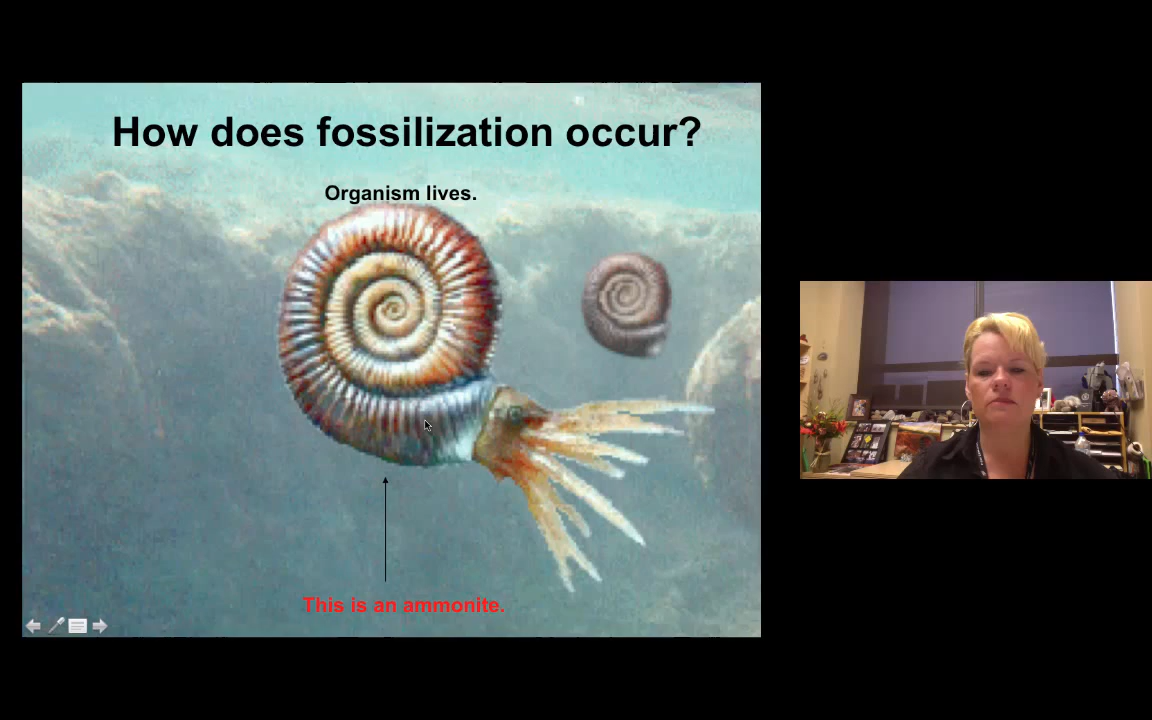 How does fossilization occur?
Organism lives.
This is an ammonite.